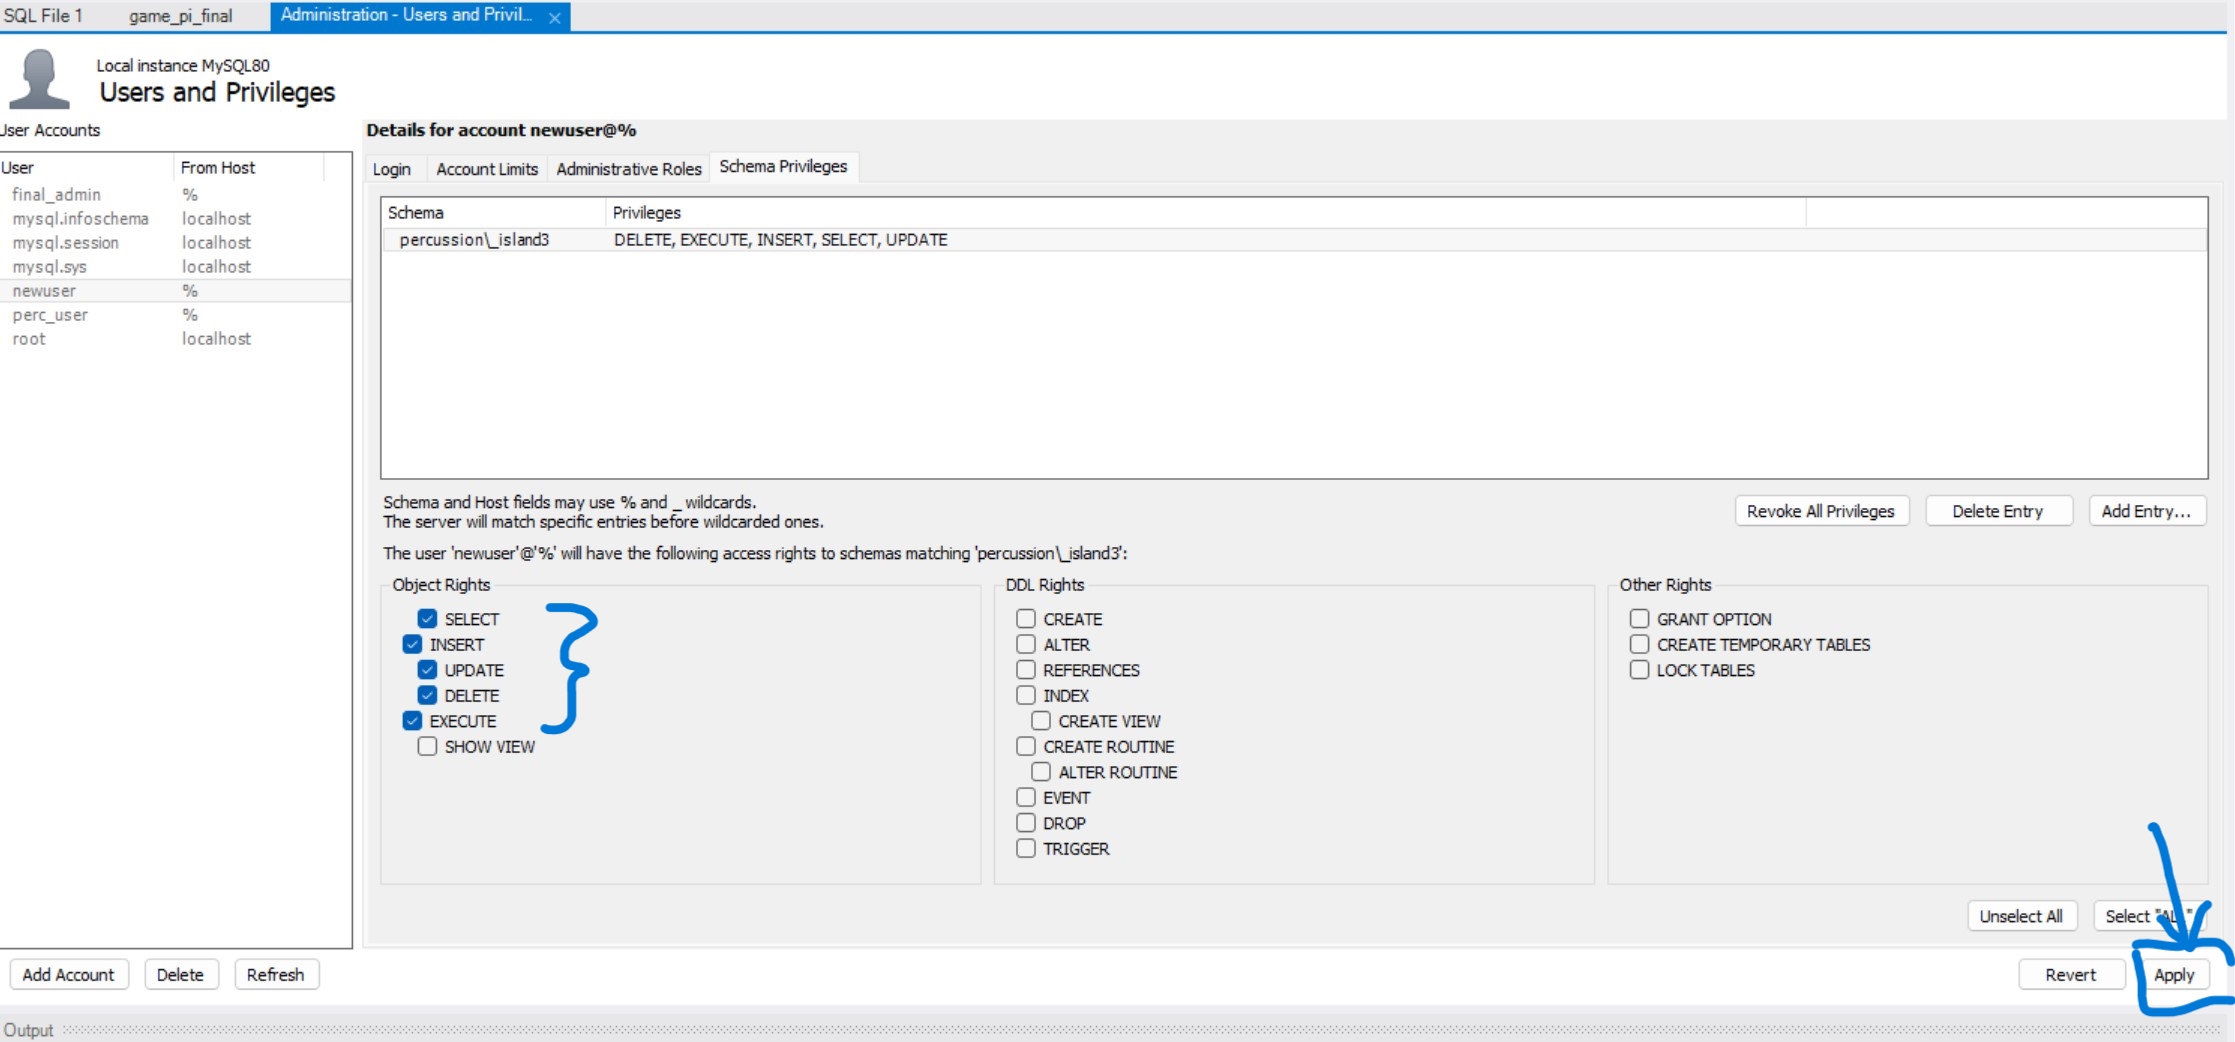 SQL File 1 game_pi_final Administration - Users and Privil...
Local instance MySQL80
Users and Privileges
User Accounts
User From Host
final_admin %
mysql.infoschema localhost
mysql.session localhost
mysql.sys localhost
newuser %
perc_user %
root localhost
Details for account newuser@%
Login Account Limits Administrative Roles Schema Privileges
Schema Privileges
percussion\_island3 DELETE, EXECUTE, INSERT, SELECT, UPDATE
Schema and Host fields may use % and _ wildcards.
The server will match specific entries before wildcarded ones.
Revoke All Privileges Delete Entry Add Entry...
The user 'newuser'@'%' will have the following access rights to schemas matching 'percussion\_island3':
Object Rights
SELECT
INSERT
UPDATE
DELETE
EXECUTE
SHOW VIEW
DDL Rights
CREATE
ALTER
REFERENCES
INDEX
CREATE VIEW
CREATE ROUTINE
ALTER ROUTINE
EVENT
DROP
TRIGGER
Other Rights
GRANT OPTION
CREATE TEMPORARY TABLES
LOCK TABLES
Unselect All Select "ALL"
Add Account Delete Refresh Revert Apply
Output